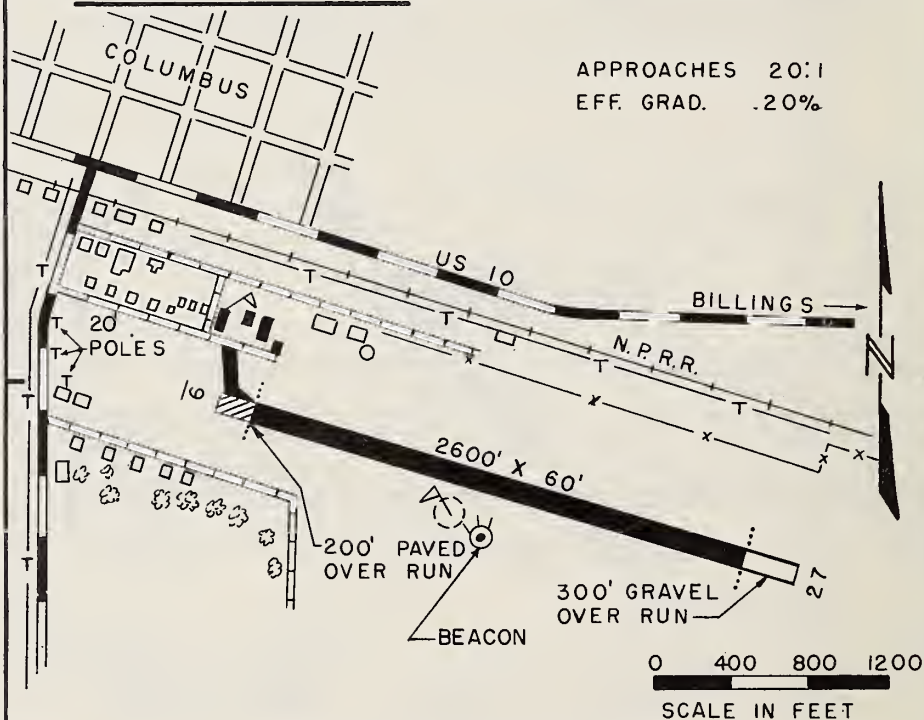 COLUMBUS
APPROACHES 20:1
EFF. GRAD. .20%
US 10
BILLINGS
N
N.P.R.R.
20'
POLES
9
2600' X 60'
200' PAVED
OVER RUN
300' GRAVEL
OVER RUN
27
BEACON
0 400 800 1200
SCALE IN FEET